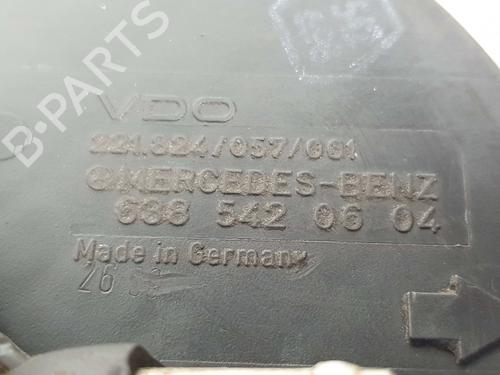 VDO
221.824/057/001
MERCEDES-BENZ
638 542 06 04
Made in Germany
26
B-PARTS